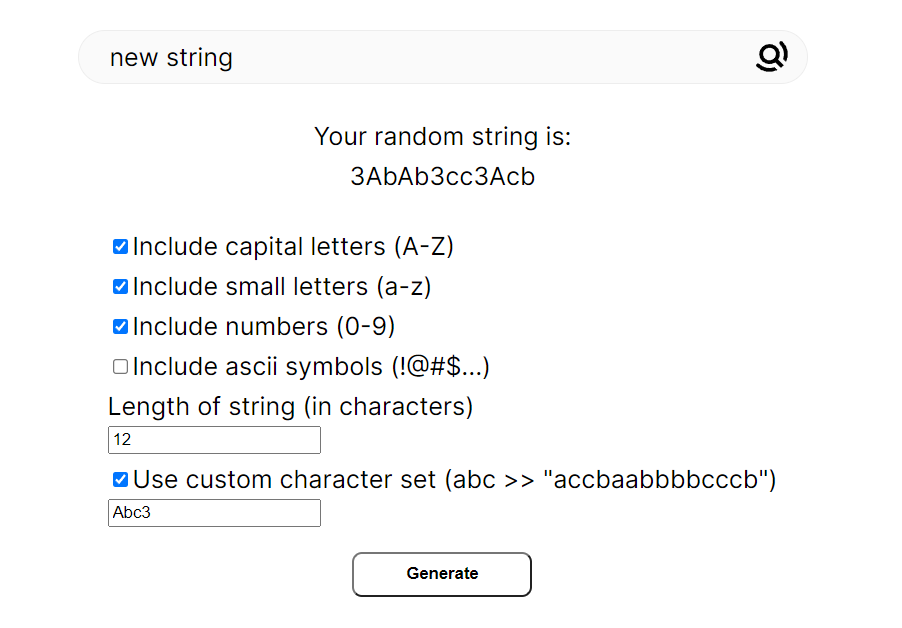 new string
Your random string is:
3AbAb3cc3Acb
Include capital letters (A-Z)
Include small letters (a-z)
Include numbers (0-9)
Include ascii symbols (!@#$...)
Length of string (in characters)
12
Use custom character set (abc >> "accbaabbbbcccb")
Abc3
Generate